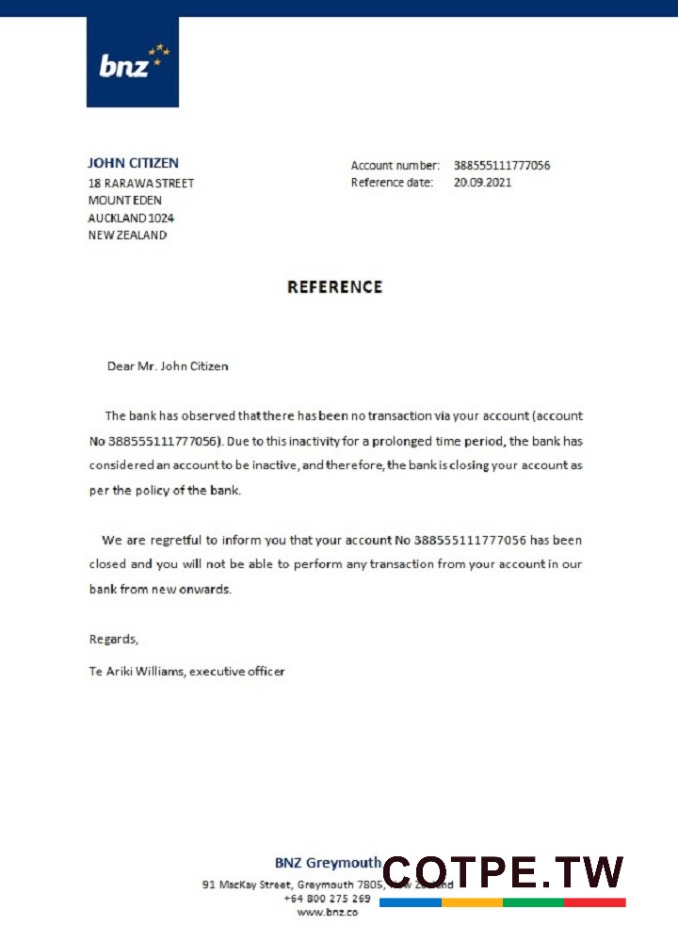 bnz
JOHN CITIZEN
18 RARAWA STREET
MOUNT EDEN
AUCKLAND 1024
NEW ZEALAND
Account number: 388555111777056
Reference date: 20.09.2021
REFERENCE
Dear Mr. John Citizen
The bank has observed that there has been no transaction via your account (account
No 388555111777056). Due to this inactivity for a prolonged time period, the bank has
considered an account to be inactive, and therefore, the bank is closing your account as
per the policy of the bank.
We are regretful to inform you that your account No 388555111777056 has been
closed and you will not be able to perform any transaction from your account in our
bank from new onwards.
Regards,
Te Ariki Williams, executive officer
BNZ Greymouth
91 MacKay Street, Greymouth 7805, New Zealand
+64 800 275 269
www.bnz.co
COTPE.TW